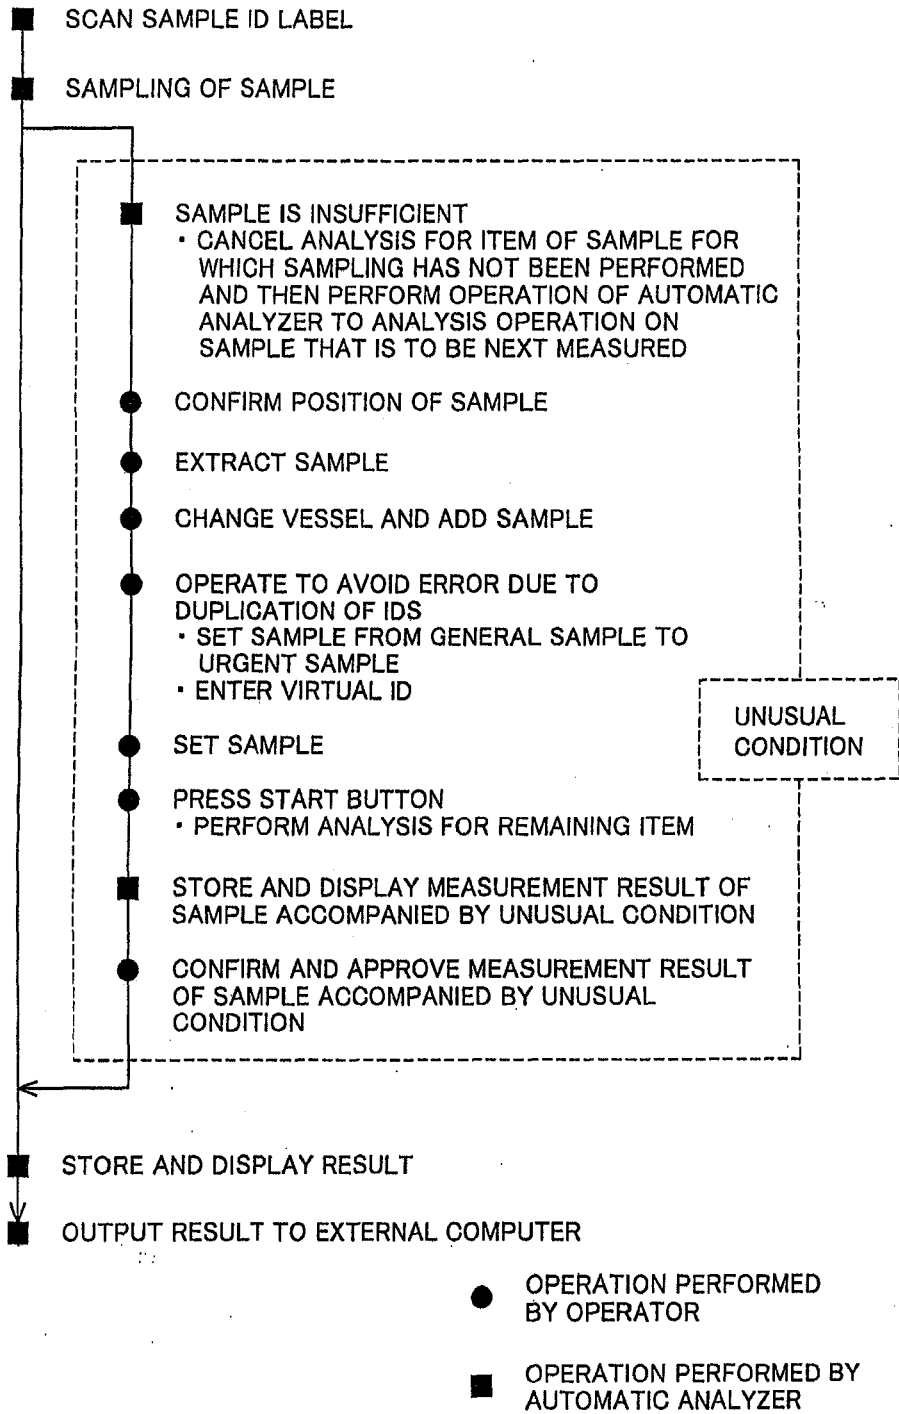 SCAN SAMPLE ID LABEL
SAMPLING OF SAMPLE
SAMPLE IS INSUFFICIENT
· CANCEL ANALYSIS FOR ITEM OF SAMPLE FOR
WHICH SAMPLING HAS NOT BEEN PERFORMED
AND THEN PERFORM OPERATION OF AUTOMATIC
ANALYZER TO ANALYSIS OPERATION ON
SAMPLE THAT IS TO BE NEXT MEASURED
CONFIRM POSITION OF SAMPLE
EXTRACT SAMPLE
CHANGE VESSEL AND ADD SAMPLE
OPERATE TO AVOID ERROR DUE TO
DUPLICATION OF IDS
· SET SAMPLE FROM GENERAL SAMPLE TO
URGENT SAMPLE
· ENTER VIRTUAL ID
UNUSUAL
CONDITION
SET SAMPLE
PRESS START BUTTON
· PERFORM ANALYSIS FOR REMAINING ITEM
STORE AND DISPLAY MEASUREMENT RESULT OF
SAMPLE ACCOMPANIED BY UNUSUAL CONDITION
CONFIRM AND APPROVE MEASUREMENT RESULT
OF SAMPLE ACCOMPANIED BY UNUSUAL
CONDITION
STORE AND DISPLAY RESULT
OUTPUT RESULT TO EXTERNAL COMPUTER
OPERATION PERFORMED
BY OPERATOR
OPERATION PERFORMED BY
AUTOMATIC ANALYZER